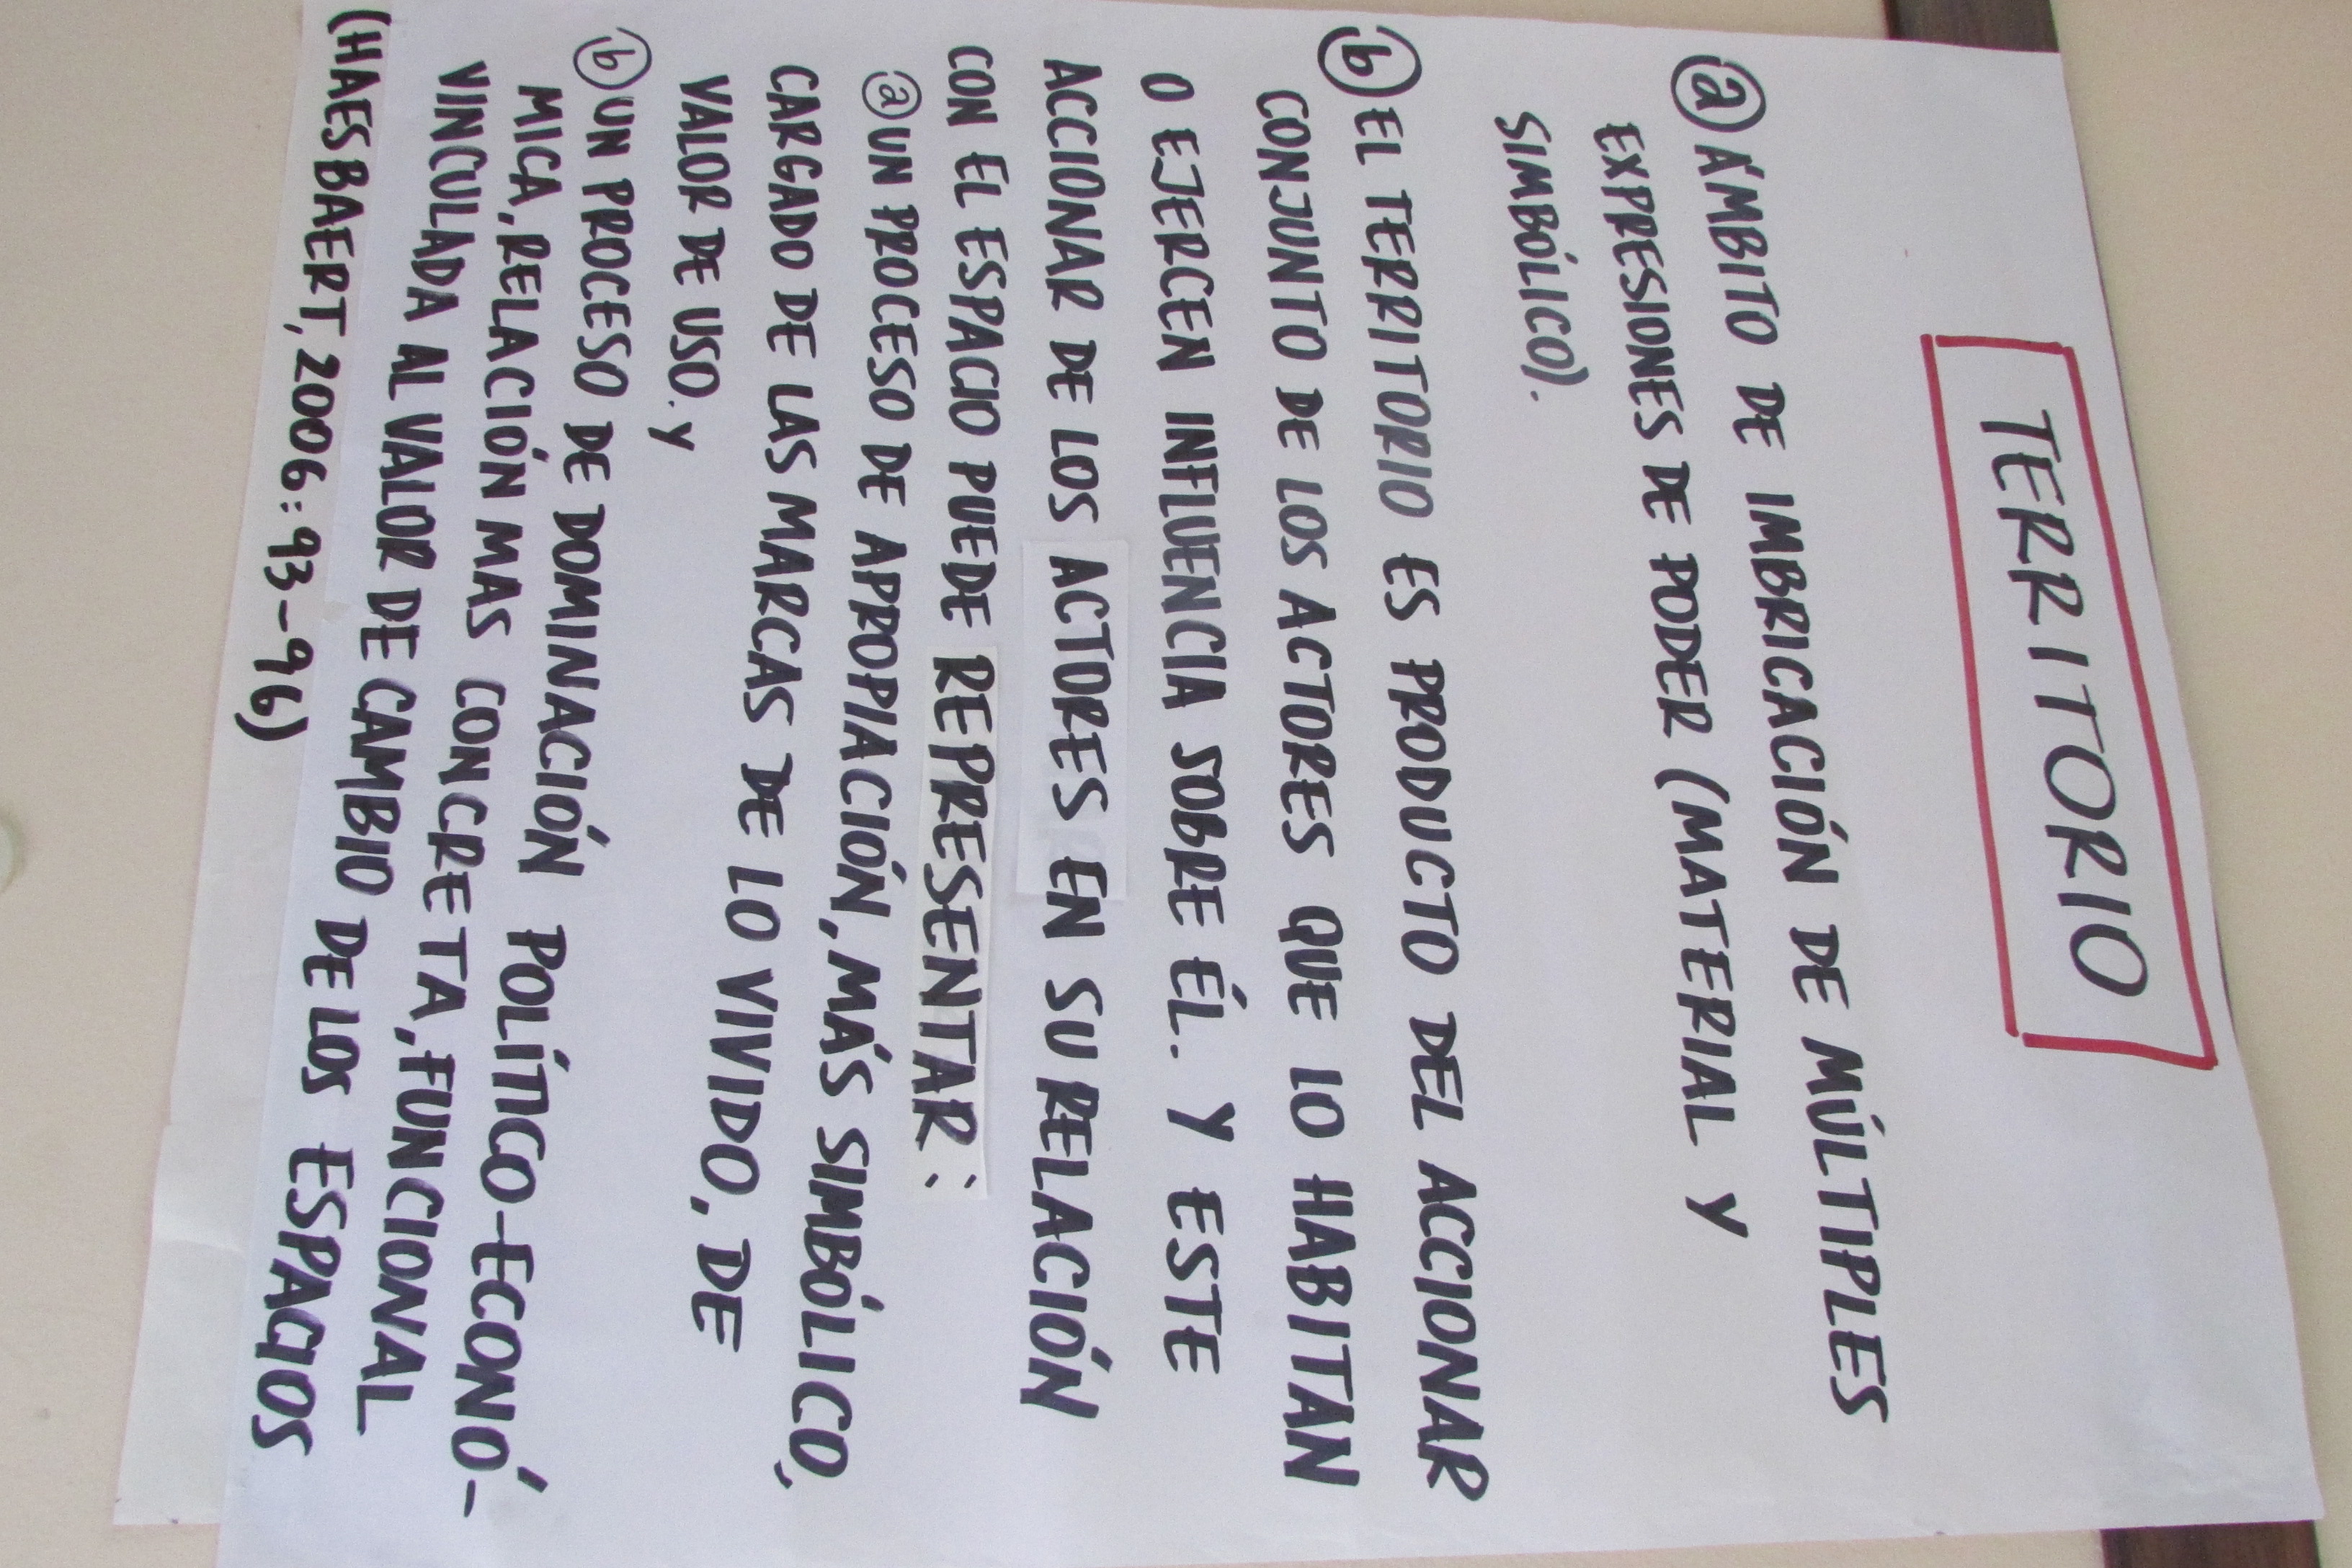 TERRITORIO
ⓐ ÁMBITO DE IMBRICACIÓN DE MÚLTIPLES
EXPRESIONES DE PODER (MATERIAL Y
SIMBÓLICO).
ⓑ EL TERRITORIO ES PRODUCTO DEL ACCIONAR
CONJUNTO DE LOS ACTORES QUE LO HABITAN
O EJERCEN INFLUENCIA SOBRE ÉL. Y ESTE
ACCIONAR DE LOS ACTORES EN SU RELACIÓN
CON EL ESPACIO PUEDE REPRESENTAR:
ⓐ UN PROCESO DE APROPIACIÓN, MÁS SIMBÓLICO,
CARGADO DE LAS MARCAS DE LO VIVIDO, DE
VALOR DE USO. Y
ⓑ UN PROCESO DE DOMINACIÓN POLÍTICO-ECONÓ-
MICA, RELACIÓN MAS CONCRETA, FUNCIONAL
VINCULADA AL VALOR DE CAMBIO DE LOS ESPACIOS
(HAESBAERT, 2006: 93-96)